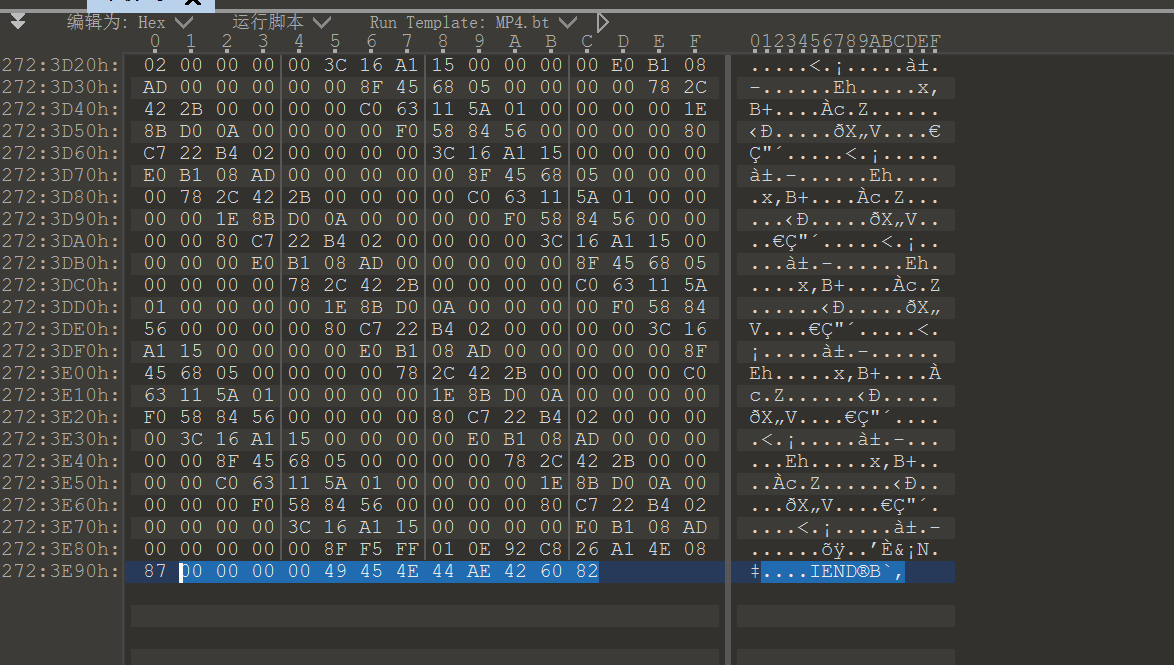 编辑为: Hex 运行脚本 Run Template: MP4.bt
0 1 2 3 4 5 6 7 8 9 A B C D E F 0123456789ABCDEF
272:3D20h: 02 00 00 00 00 3C 16 A1 15 00 00 00 00 E0 B1 08 .....<.¡.....à±.
272:3D30h: AD 00 00 00 00 00 8F 45 68 05 00 00 00 00 78 2C -......Eh.....x,
272:3D40h: 42 2B 00 00 00 00 C0 63 11 5A 01 00 00 00 00 1E B+....Àc.Z......
272:3D50h: 8B D0 0A 00 00 00 00 F0 58 84 56 00 00 00 00 80 ‹Ð.....ðX„V....€
272:3D60h: C7 22 B4 02 00 00 00 00 3C 16 A1 15 00 00 00 00 Ç"´.....<.¡.....
272:3D70h: E0 B1 08 AD 00 00 00 00 00 8F 45 68 05 00 00 00 à±.-......Eh....
272:3D80h: 00 78 2C 42 2B 00 00 00 00 C0 63 11 5A 01 00 00 .x,B+....Àc.Z...
272:3D90h: 00 00 1E 8B D0 0A 00 00 00 00 F0 58 84 56 00 00 ...‹Ð.....ðX„V..
272:3DA0h: 00 00 80 C7 22 B4 02 00 00 00 00 3C 16 A1 15 00 ..€Ç"´.....<.¡..
272:3DB0h: 00 00 00 E0 B1 08 AD 00 00 00 00 00 8F 45 68 05 ...à±.-......Eh.
272:3DC0h: 00 00 00 00 78 2C 42 2B 00 00 00 00 C0 63 11 5A ....x,B+....Àc.Z
272:3DD0h: 01 00 00 00 00 1E 8B D0 0A 00 00 00 00 F0 58 84 ......‹Ð.....ðX„
272:3DE0h: 56 00 00 00 00 80 C7 22 B4 02 00 00 00 00 3C 16 V....€Ç"´.....<.
272:3DF0h: A1 15 00 00 00 00 E0 B1 08 AD 00 00 00 00 00 8F ¡.....à±.-......
272:3E00h: 45 68 05 00 00 00 00 78 2C 42 2B 00 00 00 00 C0 Eh.....x,B+....À
272:3E10h: 63 11 5A 01 00 00 00 00 1E 8B D0 0A 00 00 00 00 c.Z......‹Ð.....
272:3E20h: F0 58 84 56 00 00 00 00 80 C7 22 B4 02 00 00 00 ðX„V....€Ç"´....
272:3E30h: 00 3C 16 A1 15 00 00 00 00 E0 B1 08 AD 00 00 00 .<.¡.....à±.-...
272:3E40h: 00 00 8F 45 68 05 00 00 00 00 78 2C 42 2B 00 00 ...Eh.....x,B+..
272:3E50h: 00 00 C0 63 11 5A 01 00 00 00 00 1E 8B D0 0A 00 ..Àc.Z......‹Ð..
272:3E60h: 00 00 00 F0 58 84 56 00 00 00 00 80 C7 22 B4 02 ...ðX„V....€Ç"´.
272:3E70h: 00 00 00 00 3C 16 A1 15 00 00 00 00 E0 B1 08 AD ....<.¡.....à±.-
272:3E80h: 00 00 00 00 00 8F F5 FF 01 0E 92 C8 26 A1 4E 08 ......õÿ..’È&¡N.
272:3E90h: 87 00 00 00 00 49 45 4E 44 AE 42 60 82 ‡....IEND®B`‚